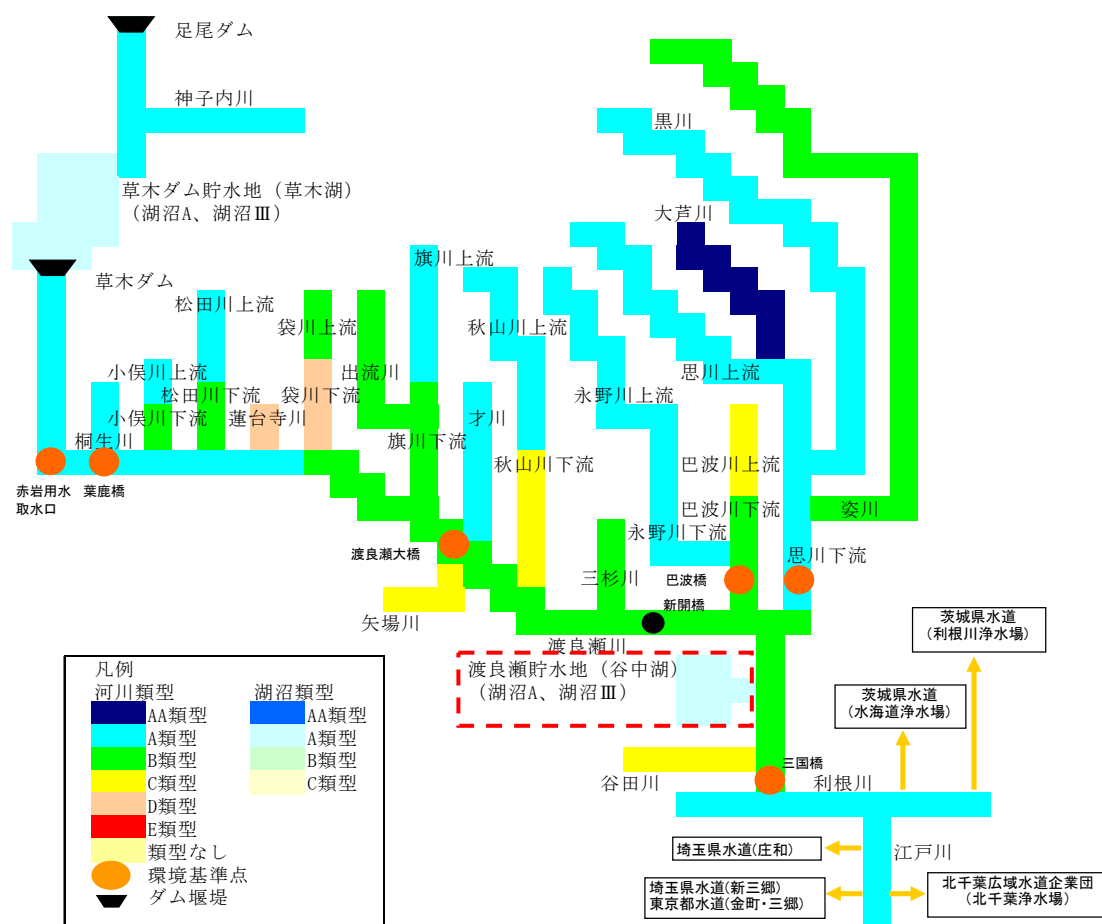 足尾ダム
神子内川
黒川
草木ダム貯水地（草木湖）
（湖沼A、湖沼Ⅲ）
大芦川
草木ダム
旗川上流
松田川上流
袋川上流
秋山川上流
小俣川上流
出流川
思川上流
松田川下流
袋川下流
永野川上流
小俣川下流
蓮台寺川
才川
桐生川
旗川下流
秋山川下流
巴波川上流
赤岩用水
取水口
葉鹿橋
巴波川下流
姿川
永野川下流
渡良瀬大橋
思川下流
三杉川
巴波橋
新開橋
矢場川
渡良瀬川
茨城県水道
（利根川浄水場）
渡良瀬貯水地（谷中湖）
（湖沼A、湖沼Ⅲ）
茨城県水道
（水海道浄水場）
三国橋
谷田川
利根川
埼玉県水道(庄和)
江戸川
埼玉県水道(新三郷)
東京都水道(金町・三郷)
北千葉広域水道企業団
（北千葉浄水場）
凡例
河川類型
AA類型
A類型
B類型
C類型
D類型
E類型
類型なし
環境基準点
ダム堰堤
湖沼類型
AA類型
A類型
B類型
C類型